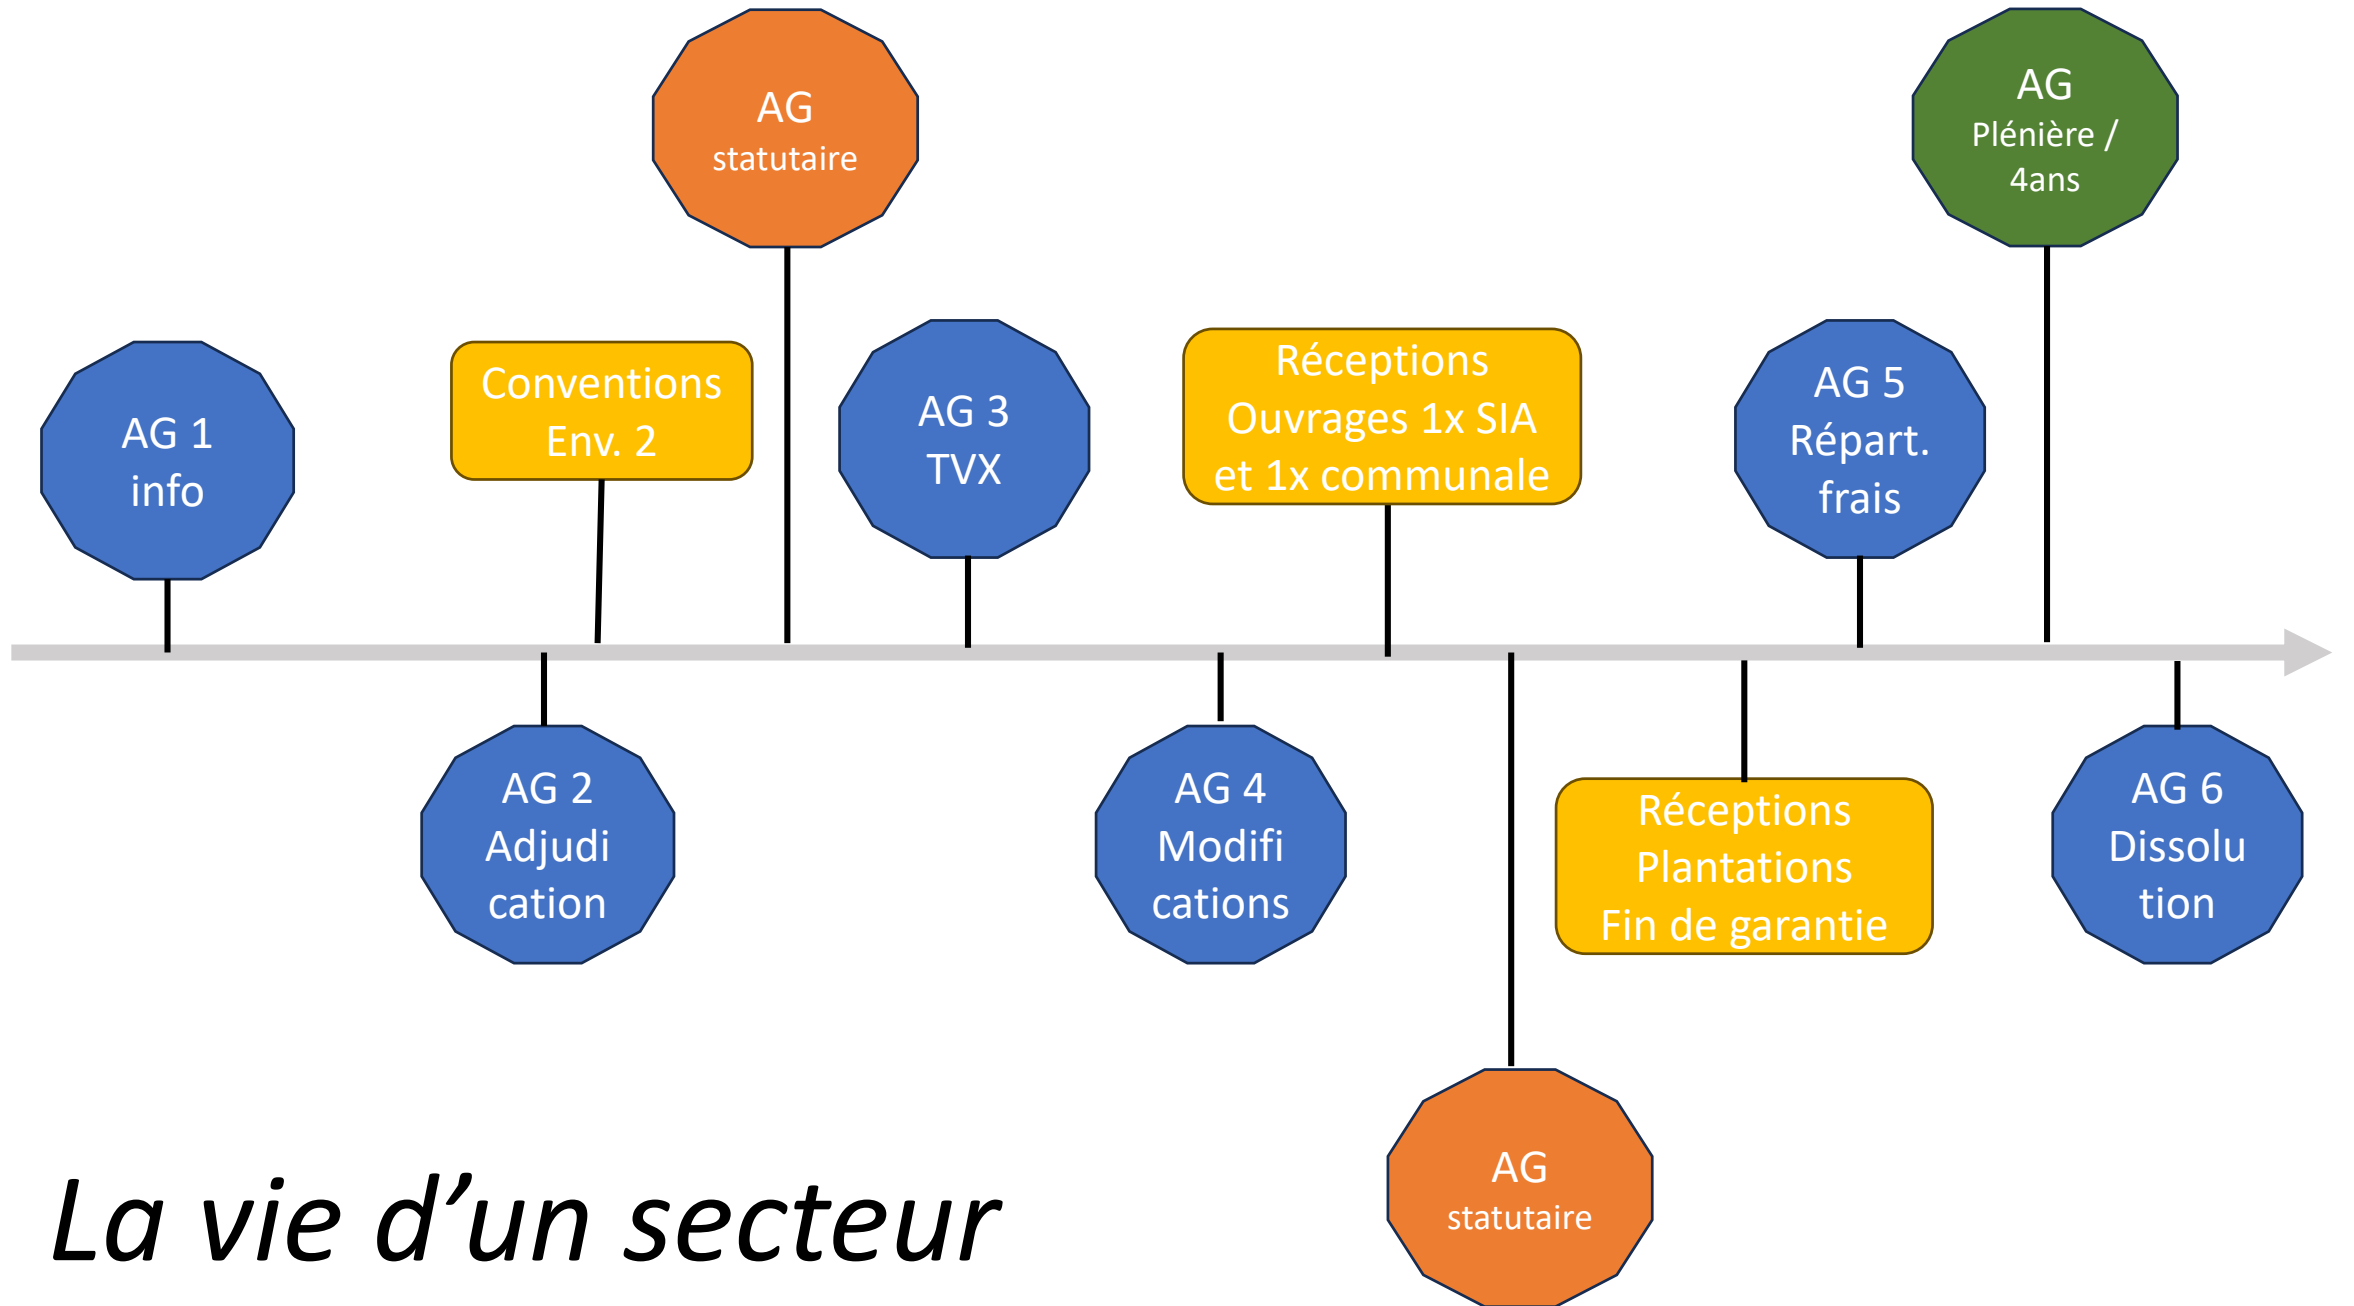 AG
statutaire
AG
Plénière /
4ans
AG 1
info
Conventions
Env. 2
AG 3
TVX
Réceptions
Ouvrages 1x SIA
et 1x communale
AG 5
Répart.
frais
AG 2
Adjudi
cation
AG 4
Modifi
cations
Réceptions
Plantations
Fin de garantie
AG 6
Dissolu
tion
AG
statutaire
La vie d’un secteur